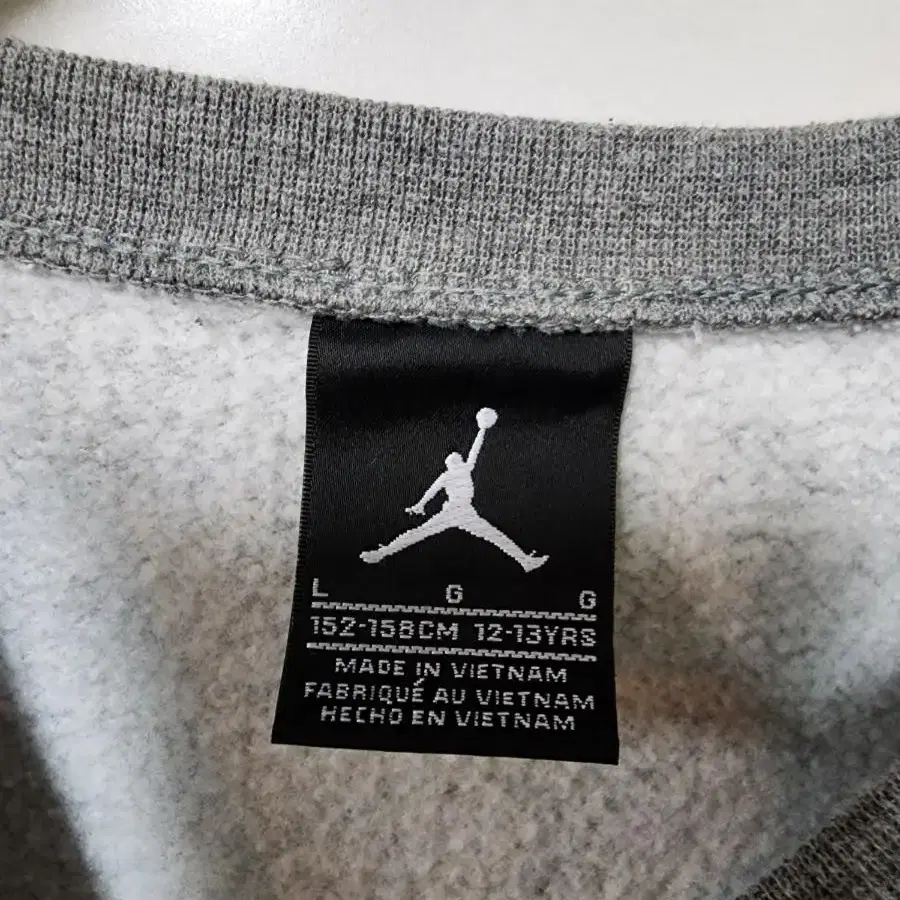 L G G
152-158CM 12-13YRS
MADE IN VIETNAM
FABRIQUÉ AU VIETNAM
HECHO EN VIETNAM